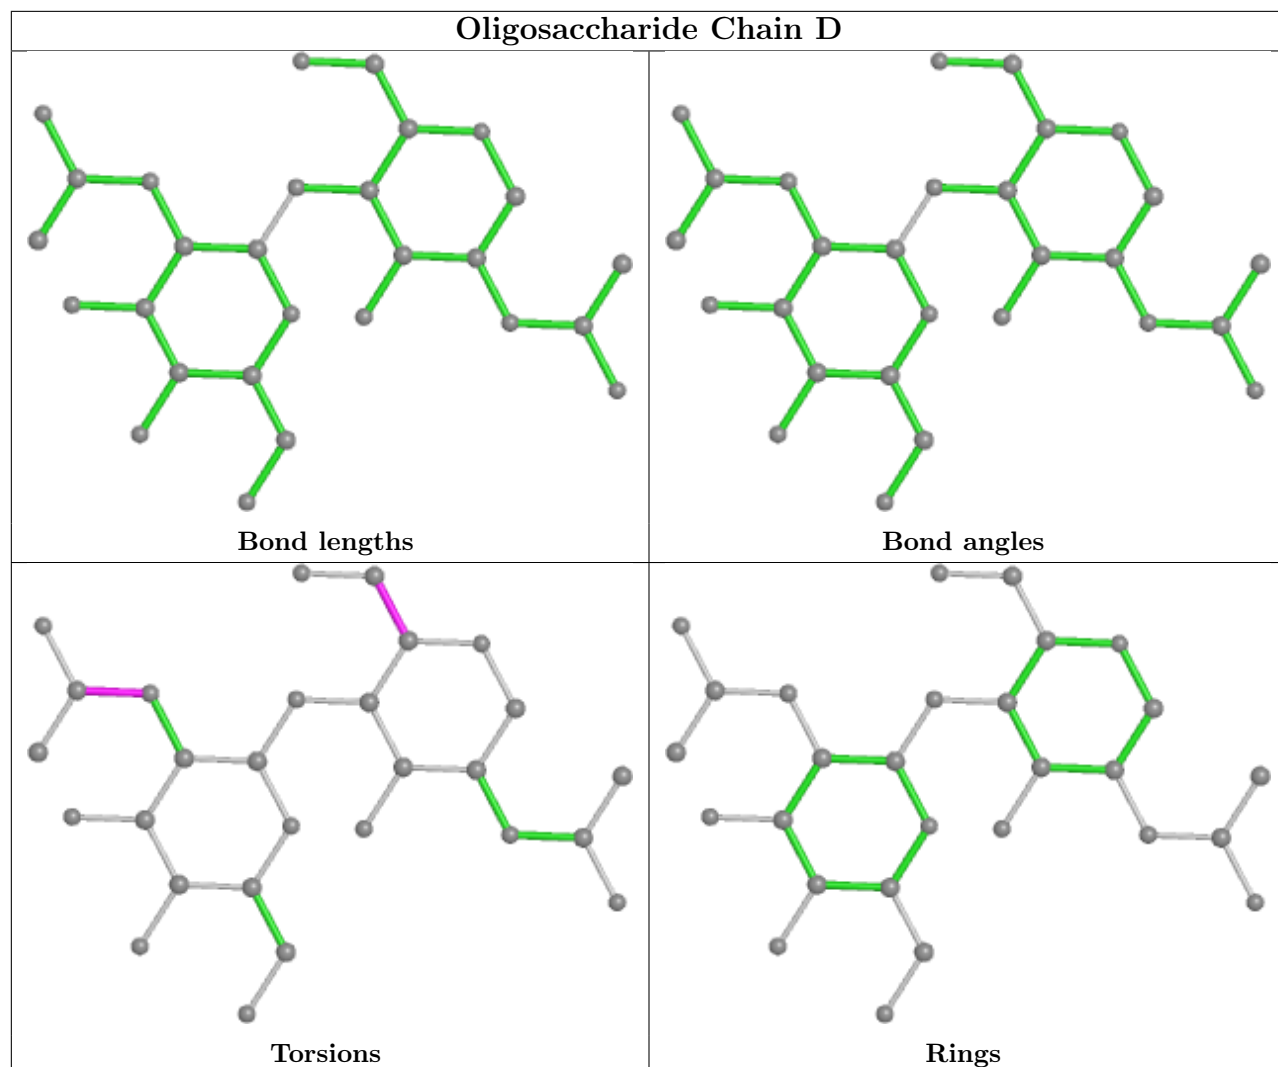 Oligosaccharide Chain D
Bond lengths
Bond angles
Torsions
Rings